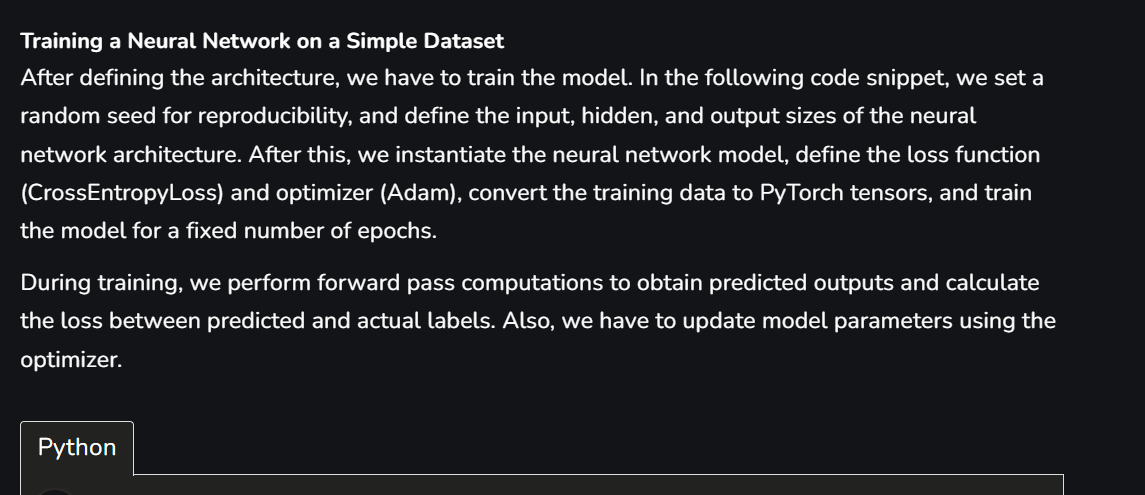 Training a Neural Network on a Simple Dataset
After defining the architecture, we have to train the model. In the following code snippet, we set a
random seed for reproducibility, and define the input, hidden, and output sizes of the neural
network architecture. After this, we instantiate the neural network model, define the loss function
(CrossEntropyLoss) and optimizer (Adam), convert the training data to PyTorch tensors, and train
the model for a fixed number of epochs.
During training, we perform forward pass computations to obtain predicted outputs and calculate
the loss between predicted and actual labels. Also, we have to update model parameters using the
optimizer.
Python